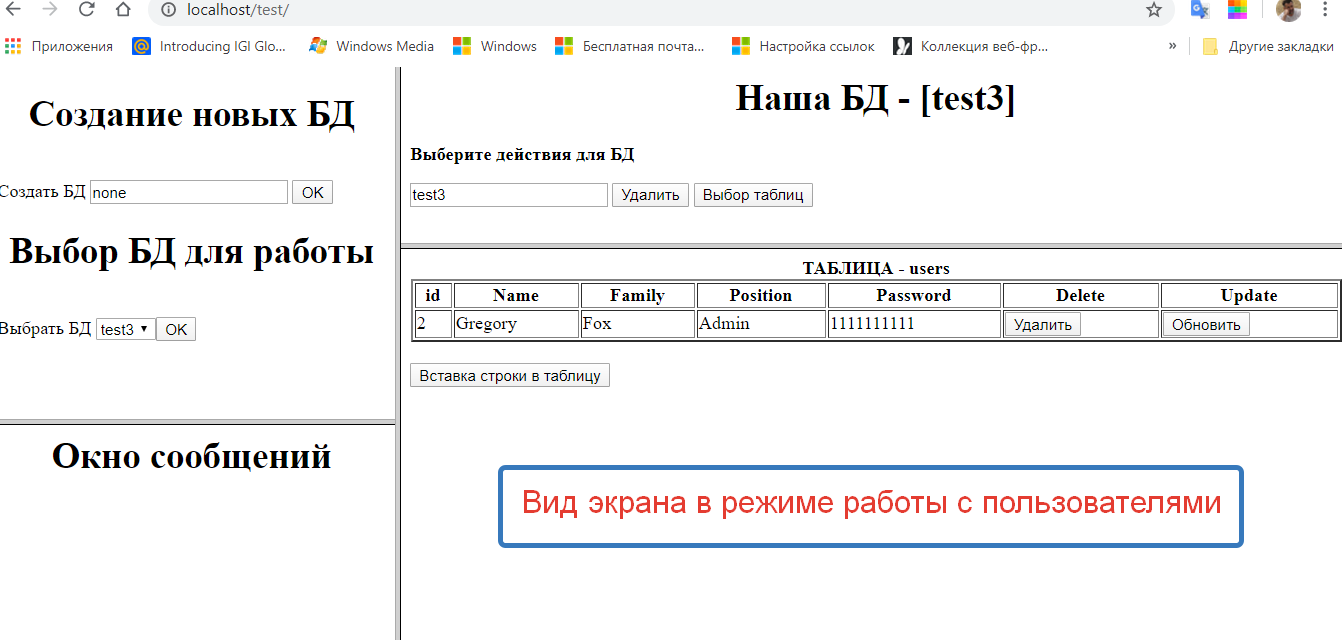 localhost/test/
Приложения Introducing IGI Glo... Windows Media Windows Бесплатная почта... Настройка ссылок Коллекция веб-фр... » Другие закладки
Создание новых БД
Создать БД none OK
Выбор БД для работы
Выбрать БД test3 OK
Окно сообщений
Наша БД - [test3]
Выберите действия для БД
test3 Удалить Выбор таблиц
ТАБЛИЦА - users
id Name Family Position Password Delete Update
2 Gregory Fox Admin 1111111111 Удалить Обновить
Вставка строки в таблицу
Вид экрана в режиме работы с пользователями